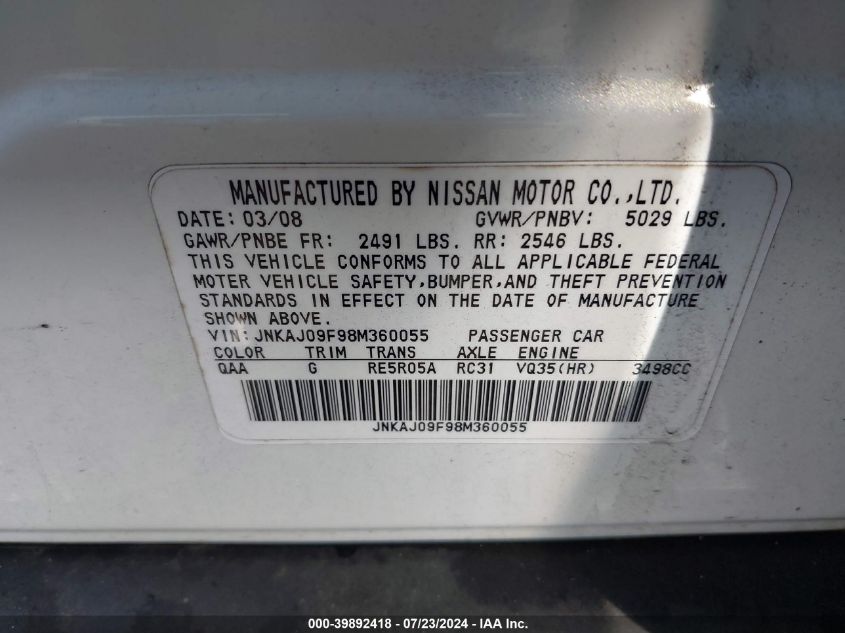 MANUFACTURED BY NISSAN MOTOR CO.,LTD.
DATE: 03/08 GVWR/PNBV: 5029 LBS.
GAWR/PNBE FR: 2491 LBS. RR: 2546 LBS.
THIS VEHICLE CONFORMS TO ALL APPLICABLE FEDERAL
MOTOR VEHICLE SAFETY,BUMPER,AND THEFT PREVENTION
STANDARDS IN EFFECT ON THE DATE OF MANUFACTURE
SHOWN ABOVE.
VIN:JNKAJ09F98M360055 PASSENGER CAR
COLOR TRIM TRANS AXLE ENGINE
QAA G RE5R05A RC31 VQ35(HR) 3498CC
JNKAJ09F98M360055
000-39892418 - 07/23/2024 - IAA Inc.